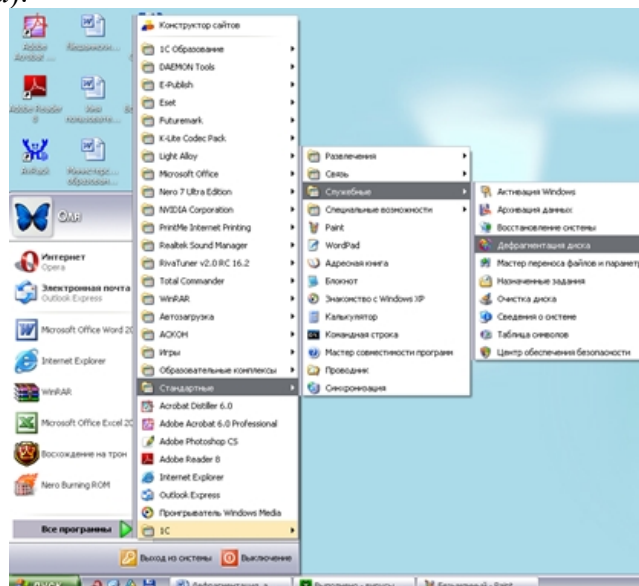 Adobe
Acrobat ...
Adobe Reader
8
WinRAR
Оля
Интернет
Opera
Электронная почта
Outlook Express
Microsoft Office Word 20
Internet Explorer
WinRAR
Microsoft Office Excel 20
Восхождение на трон
Nero Burning ROM
Все программы
Конструктор сайтов
1С Образование
DAEMON Tools
E-Publish
Eset
Futuremark
K-Lite Codec Pack
Light Alloy
Microsoft Office
Nero 7 Ultra Edition
NVIDIA Corporation
PrintMe Internet Printing
Realtek Sound Manager
RivaTuner v2.0 RC 16.2
Total Commander
WinRAR
Автозагрузка
АСКОН
Игры
Образовательные комплексы
Стандартные
Acrobat Distiller 6.0
Adobe Acrobat 6.0 Professional
Adobe Photoshop CS
Adobe Reader 8
Internet Explorer
Outlook Express
Проигрыватель Windows Media
1С
Развлечения
Связь
Служебные
Специальные возможности
Paint
WordPad
Адресная книга
Блокнот
Знакомство с Windows XP
Калькулятор
Командная строка
Мастер совместимости программ
Проводник
Синхронизация
Активация Windows
Архивация данных
Восстановление системы
Дефрагментация диска
Мастер переноса файлов и парамет
Назначенные задания
Очистка диска
Сведения о системе
Таблица символов
Центр обеспечения безопасности
Выход из системы
Выключение